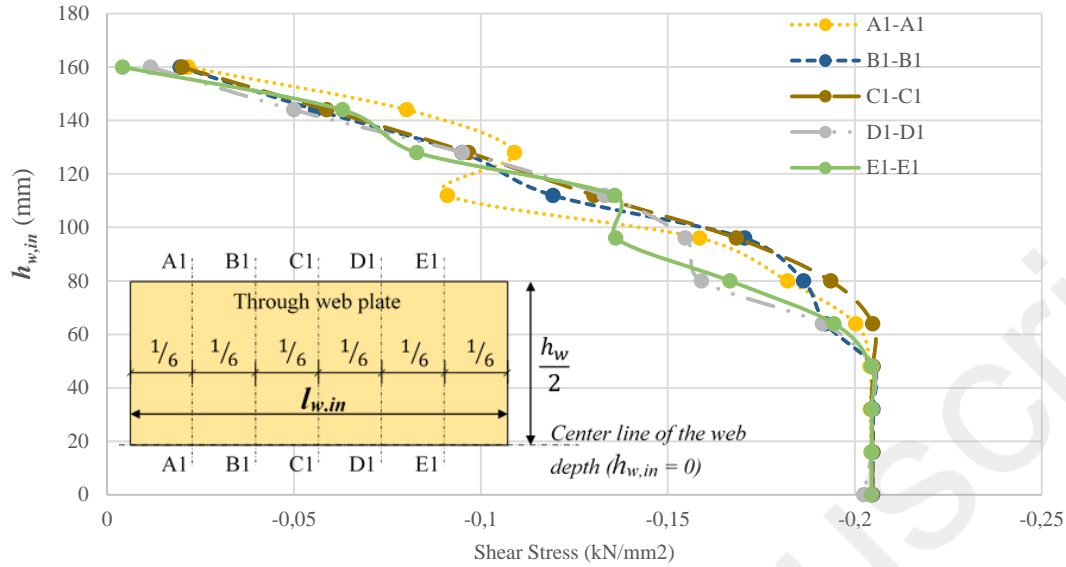 180
160
140
120
100
80
60
40
20
0
h_w,in (mm)
A1-A1
B1-B1
C1-C1
D1-D1
E1-E1
A1 B1 C1 D1 E1
Through web plate
1/6 1/6 1/6 1/6 1/6 1/6
h_w/2
l_w.in
A1 B1 C1 D1 E1
Center line of the web
depth (h_w,in = 0)
0 -0,05 -0,1 -0,15 -0,2 -0,25
Shear Stress (kN/mm2)